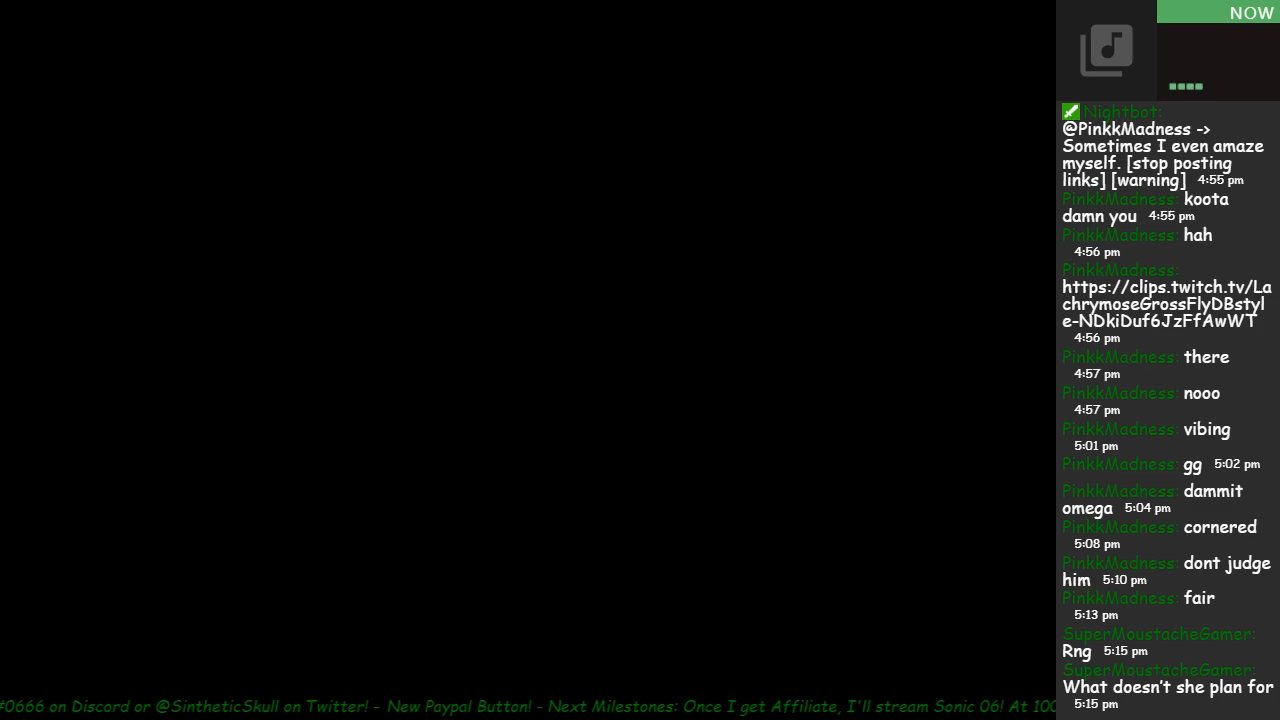 NOW
Nightbot:
@PinkkMadness ->
Sometimes I even amaze
myself. [stop posting
links] [warning] 4:55 pm
PinkkMadness: koota
damn you 4:55 pm
PinkkMadness: hah
4:56 pm
PinkkMadness:
https://clips.twitch.tv/La
chrymoseGrossFlyDBstyl
e-NDkiDuf6JzFfAwWT
4:56 pm
PinkkMadness: there
4:57 pm
PinkkMadness: nooo
4:57 pm
PinkkMadness: vibing
5:01 pm
PinkkMadness: gg 5:02 pm
PinkkMadness: dammit
omega 5:04 pm
PinkkMadness: cornered
5:08 pm
PinkkMadness: dont judge
him 5:10 pm
PinkkMadness: fair
5:13 pm
SuperMoustacheGamer:
Rng 5:15 pm
SuperMoustacheGamer:
What doesn't she plan for
5:15 pm
#0666 on Discord or @SintheticSkull on Twitter! - New Paypal Button! - Next Milestones: Once I get Affiliate, I'll stream Sonic 06! At 100